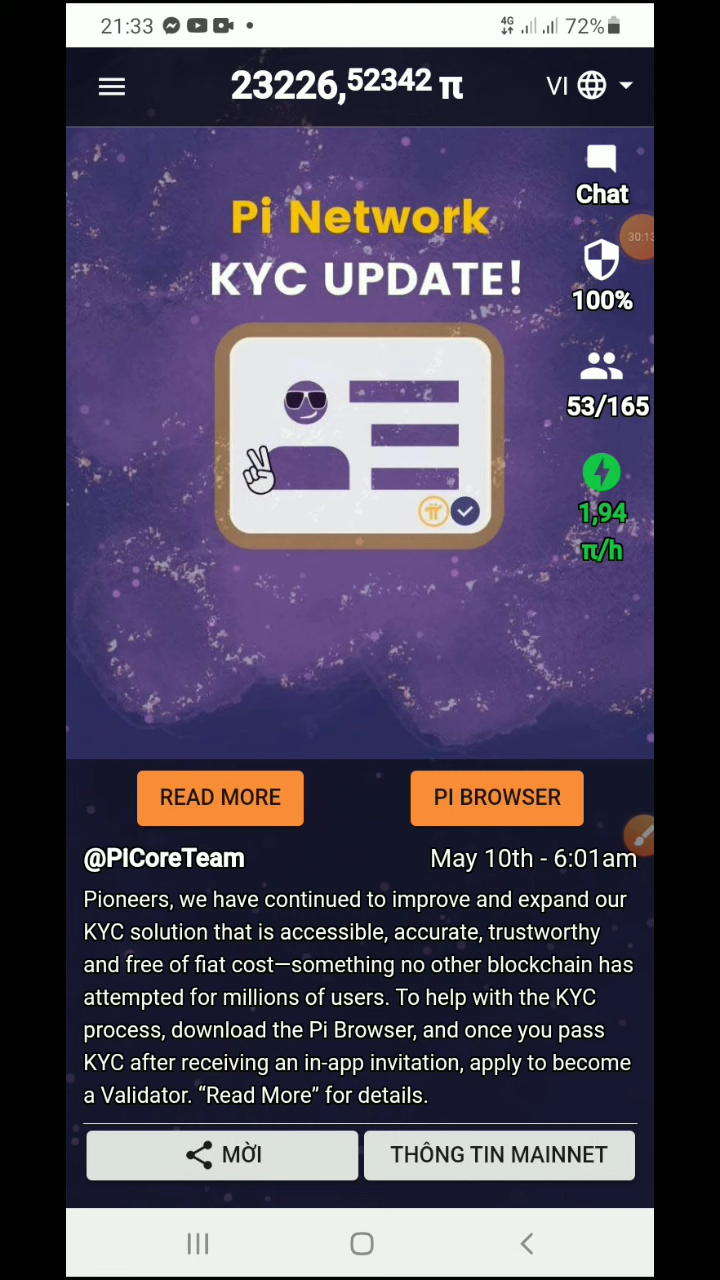 21:33
4G
72%
23226,52342 π
VI
Chat
Pi Network
30:13
KYC UPDATE!
100%
53/165
1,94
π/h
READ MORE
PI BROWSER
@PiCoreTeam
May 10th - 6:01am
Pioneers, we have continued to improve and expand our
KYC solution that is accessible, accurate, trustworthy
and free of fiat cost—something no other blockchain has
attempted for millions of users. To help with the KYC
process, download the Pi Browser, and once you pass
KYC after receiving an in-app invitation, apply to become
a Validator. “Read More” for details.
MỜI
THÔNG TIN MAINNET